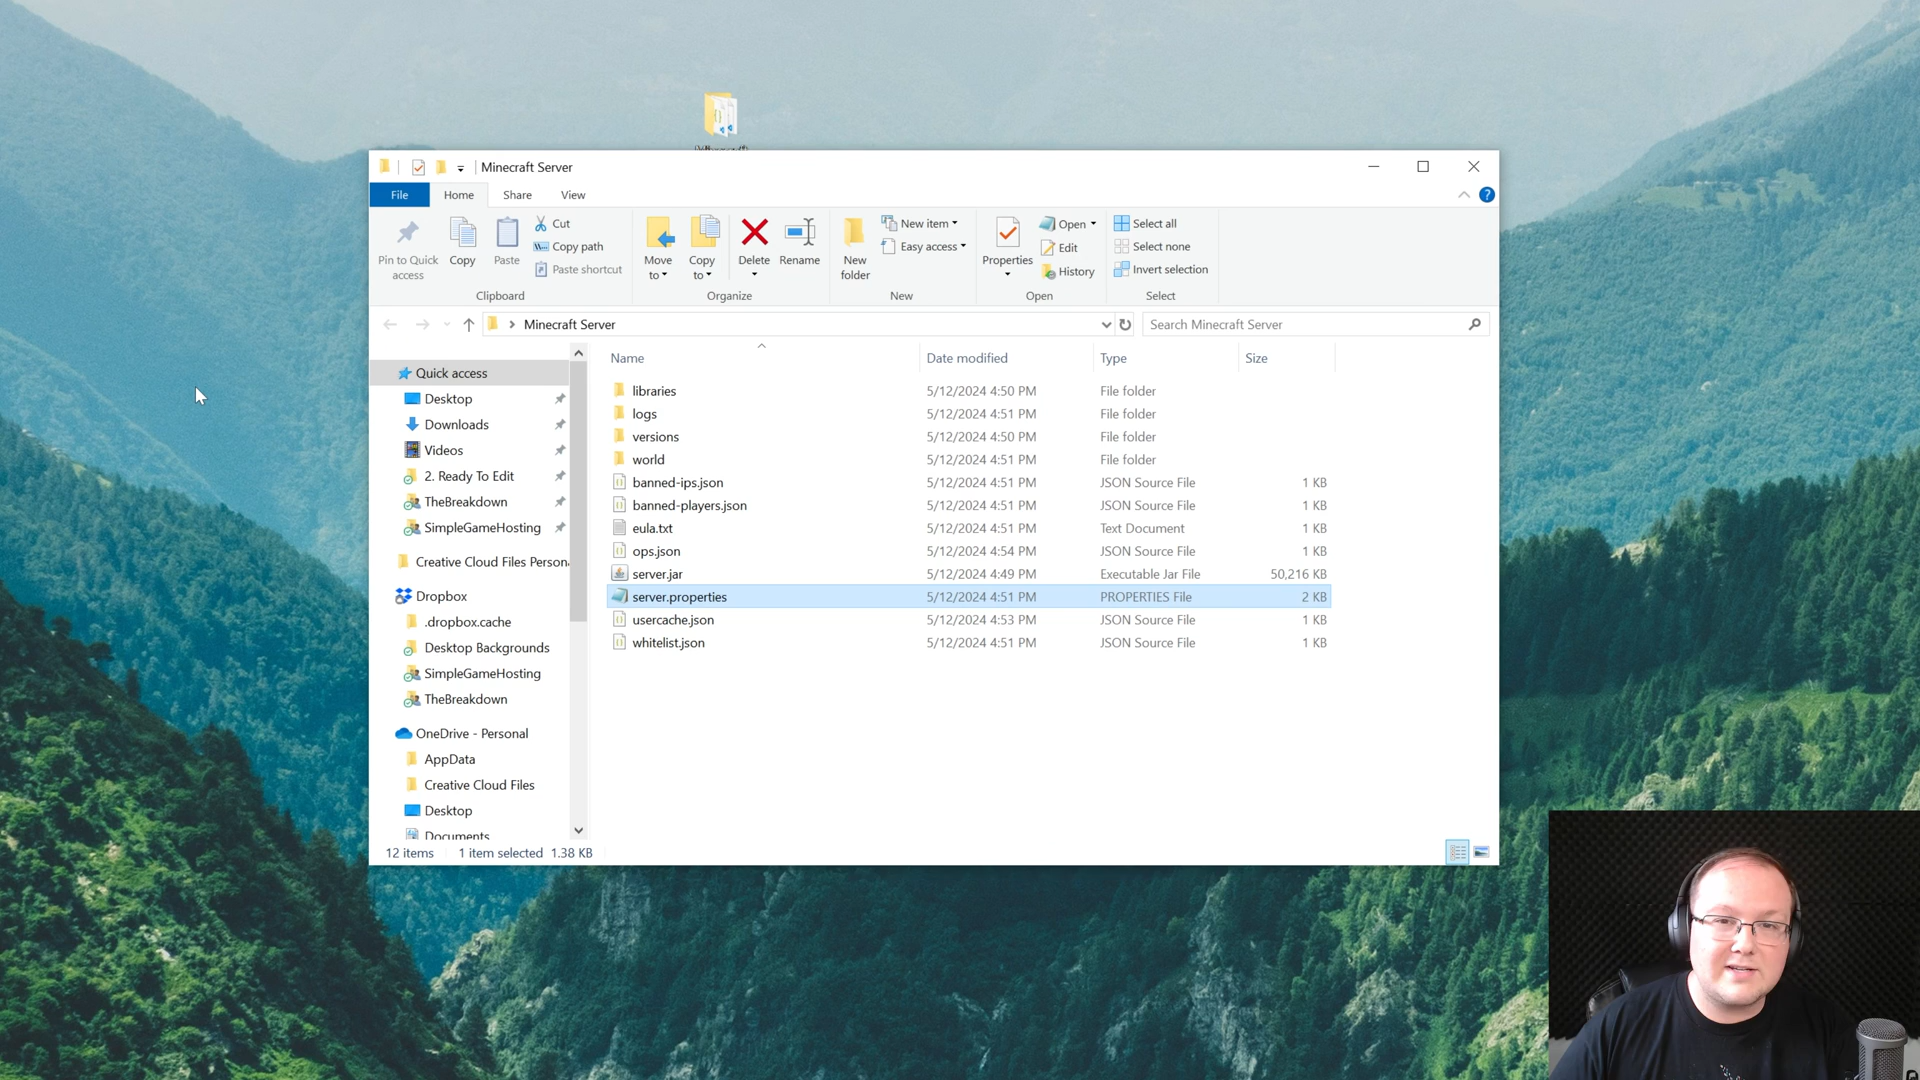 Minecraft Server
File Home Share View
Pin to Quick access
Copy
Paste
Cut
Copy path
Paste shortcut
Clipboard
Move to
Copy to
Delete
Rename
Organize
New folder
New item
Easy access
New
Properties
Open
Edit
History
Open
Select all
Select none
Invert selection
Select
Minecraft Server
Search Minecraft Server
Quick access
Desktop
Downloads
Videos
2. Ready To Edit
TheBreakdown
SimpleGameHosting
Creative Cloud Files Person
Dropbox
.dropbox.cache
Desktop Backgrounds
SimpleGameHosting
TheBreakdown
OneDrive - Personal
AppData
Creative Cloud Files
Desktop
Documents
Name Date modified Type Size
libraries 5/12/2024 4:50 PM File folder
logs 5/12/2024 4:51 PM File folder
versions 5/12/2024 4:50 PM File folder
world 5/12/2024 4:51 PM File folder
banned-ips.json 5/12/2024 4:51 PM JSON Source File 1 KB
banned-players.json 5/12/2024 4:51 PM JSON Source File 1 KB
eula.txt 5/12/2024 4:51 PM Text Document 1 KB
ops.json 5/12/2024 4:54 PM JSON Source File 1 KB
server.jar 5/12/2024 4:49 PM Executable Jar File 50,216 KB
server.properties 5/12/2024 4:51 PM PROPERTIES File 2 KB
usercache.json 5/12/2024 4:53 PM JSON Source File 1 KB
whitelist.json 5/12/2024 4:51 PM JSON Source File 1 KB
12 items 1 item selected 1.38 KB